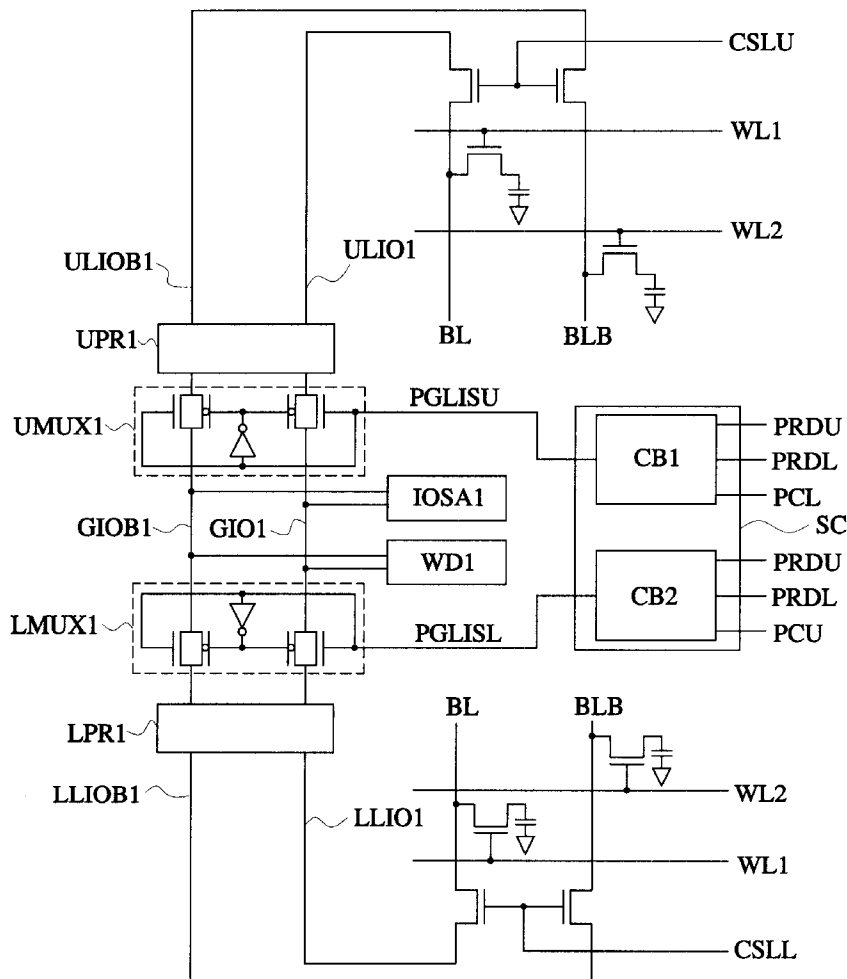 CSLU
WL1
WL2
ULIOB1
ULIO1
BL
BLB
UPR1
PGLISU
UMUX1
CB1
PRDU
PRDL
PCL
IOSA1
GIOB1
GIO1
SC
WD1
CB2
PRDU
PRDL
PCU
LMUX1
PGLISL
BL
BLB
LPR1
LLIOB1
LLIO1
WL2
WL1
CSLL